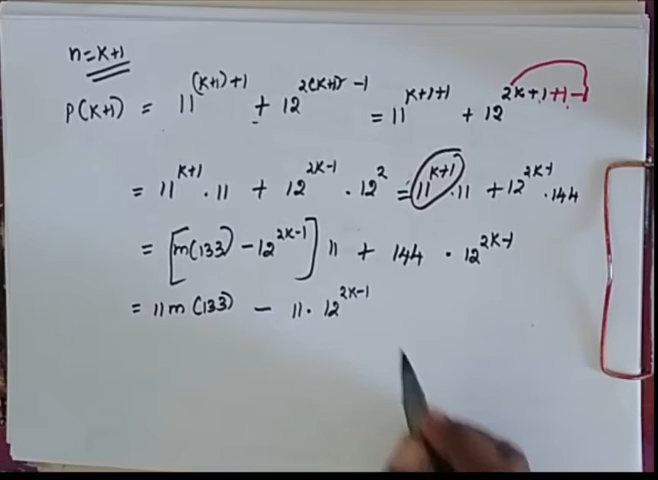 n=k+1
P(k+1) = 11^{(k+1)+1} + 12^{2(k+1)-1} = 11^{k+1+1} + 12^{2k+1+1-1}
= 11^{k+1} . 11 + 12^{2k-1} . 12^2 = 11^{k+1} . 11 + 12^{2k-1} . 144
= [m(133) - 12^{2k-1}] 11 + 144 . 12^{2k-1}
= 11m(133) - 11 . 12^{2k-1}